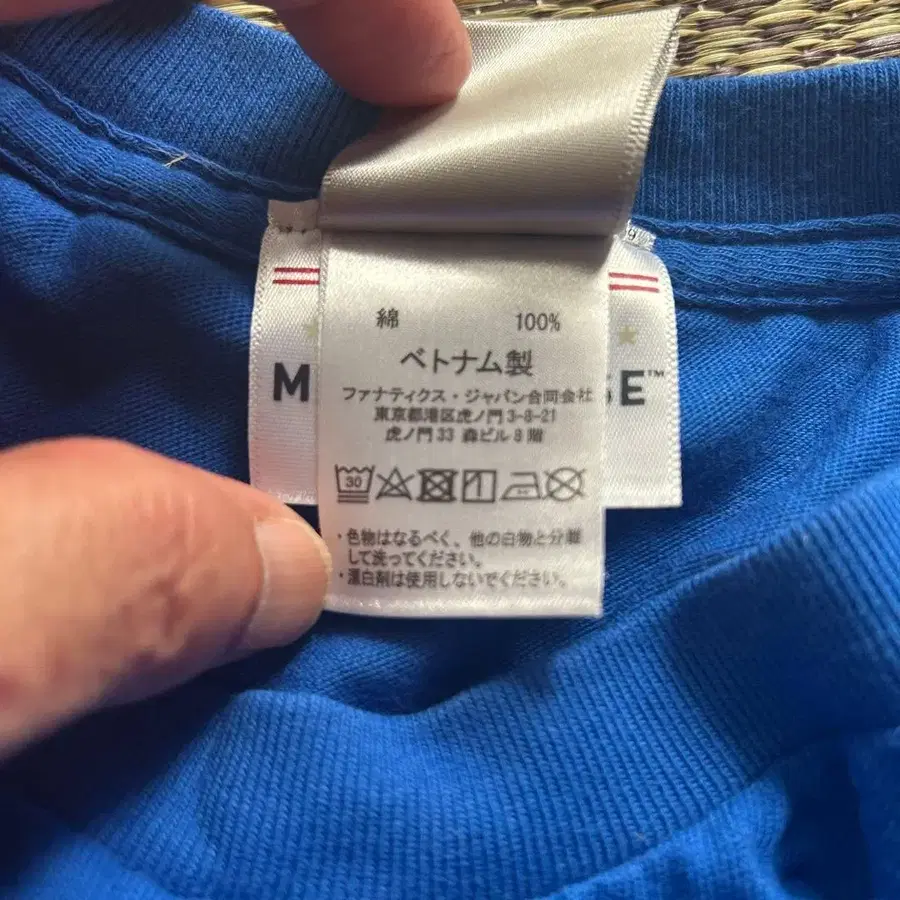 綿 100%
ベトナム製
ファナティクス・ジャパン合同会社
東京都港区虎ノ門3-8-21
虎ノ門33 森ビル8階
30
・色物はなるべく、他の白物と分離
して洗ってください。
・漂白剤は使用しないでください。